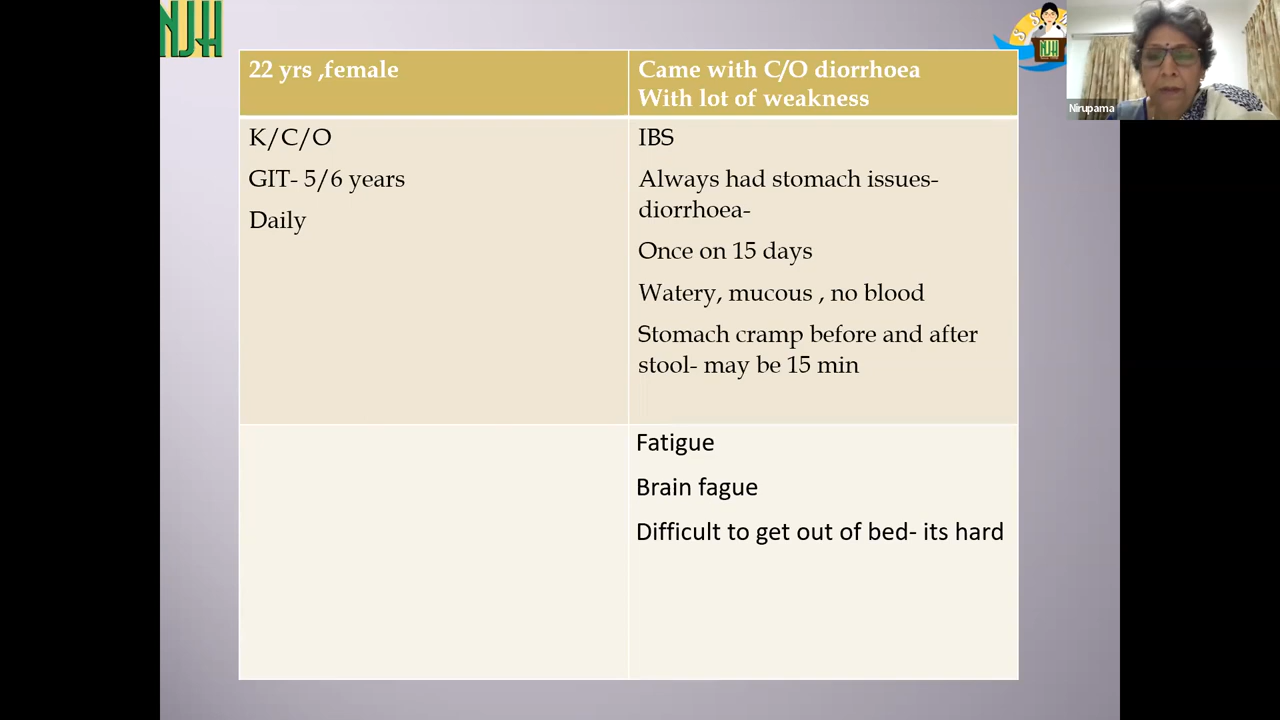 NJH
22 yrs ,female
Came with C/O diorrhoea
With lot of weakness
K/C/O
GIT- 5/6 years
Daily
IBS
Always had stomach issues-
diorrhoea-
Once on 15 days
Watery, mucous , no blood
Stomach cramp before and after
stool- may be 15 min
Fatigue
Brain fague
Difficult to get out of bed- its hard
NJH
Nirupama